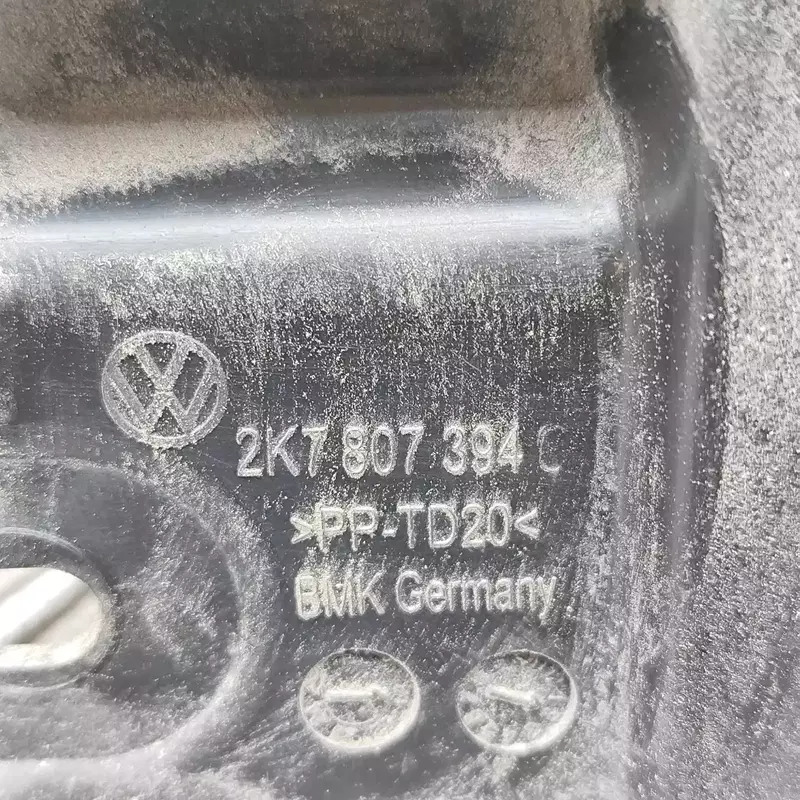 2K7 807 394 C
>PP-TD20<
BMK Germany